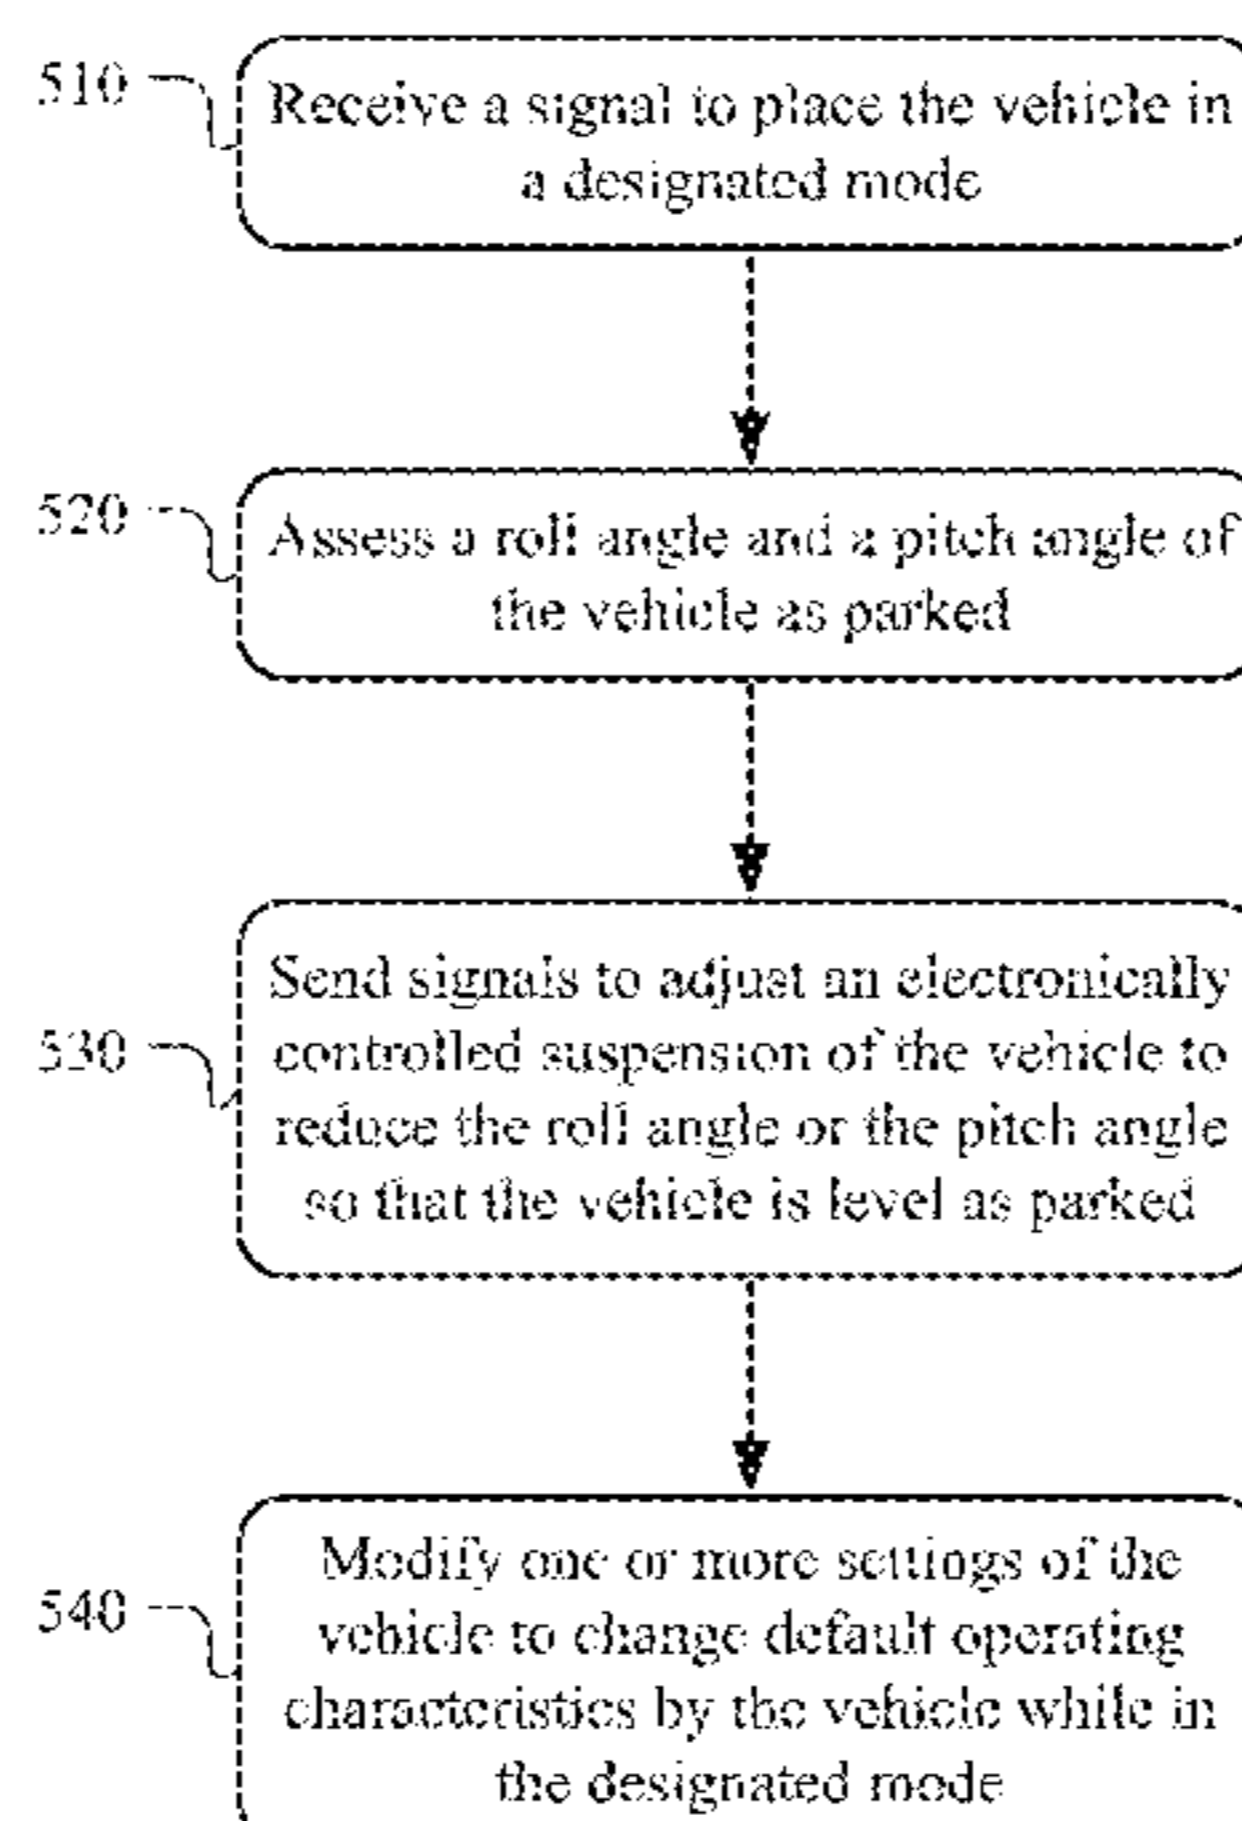 510
Receive a signal to place the vehicle in
a designated mode
520
Assess a roll angle and a pitch angle of
the vehicle as parked
530
Send signals to adjust an electronically
controlled suspension of the vehicle to
reduce the roll angle or the pitch angle
so that the vehicle is level as parked
540
Modify one or more settings of the
vehicle to change default operating
characteristics by the vehicle while in
the designated mode